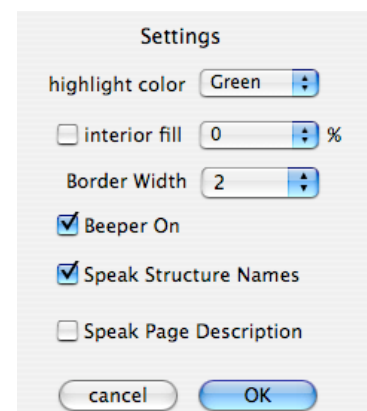 Settings
highlight color Green
interior fill 0 %
Border Width 2
Beeper On
Speak Structure Names
Speak Page Description
cancel OK